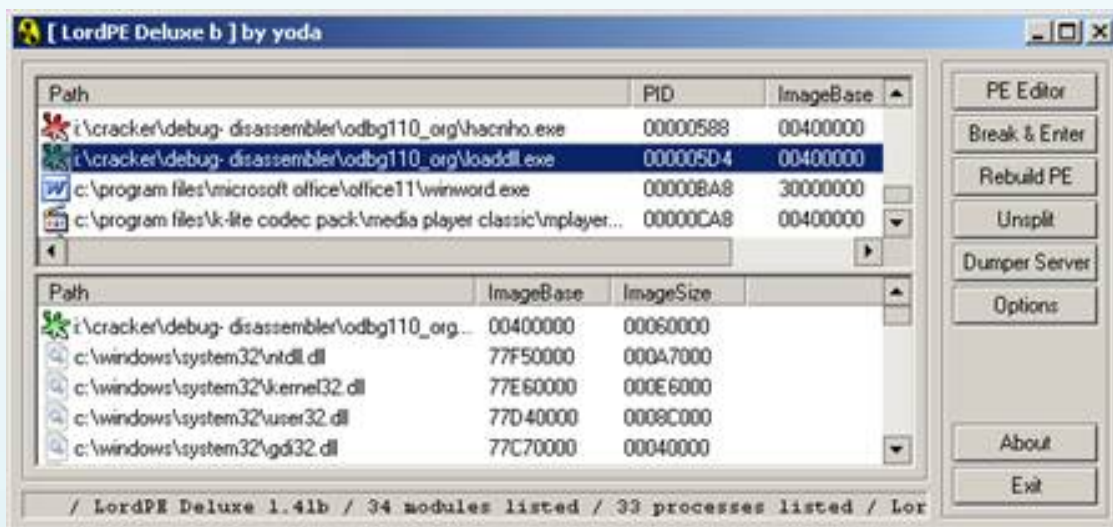 [ LordPE Deluxe b ] by yoda
Path PID ImageBase
i:\cracker\debug- disassembler\odbg110_org\hacnho.exe 00000588 00400000
i:\cracker\debug- disassembler\odbg110_org\loaddll.exe 000005D4 00400000
c:\program files\microsoft office\office11\winword.exe 00000BA8 30000000
c:\program files\k-lite codec pack\media player classic\mplayer... 00000CA8 00400000
Path ImageBase ImageSize
i:\cracker\debug- disassembler\odbg110_org... 00400000 00060000
c:\windows\system32\ntdll.dll 77F50000 000A7000
c:\windows\system32\kernel32.dll 77E60000 000E6000
c:\windows\system32\user32.dll 77D40000 0008C000
c:\windows\system32\gdi32.dll 77C70000 00040000
PE Editor
Break & Enter
Rebuild PE
Unsplit
Dumper Server
Options
About
Exit
/ LordPE Deluxe 1.41b / 34 modules listed / 33 processes listed / Lor